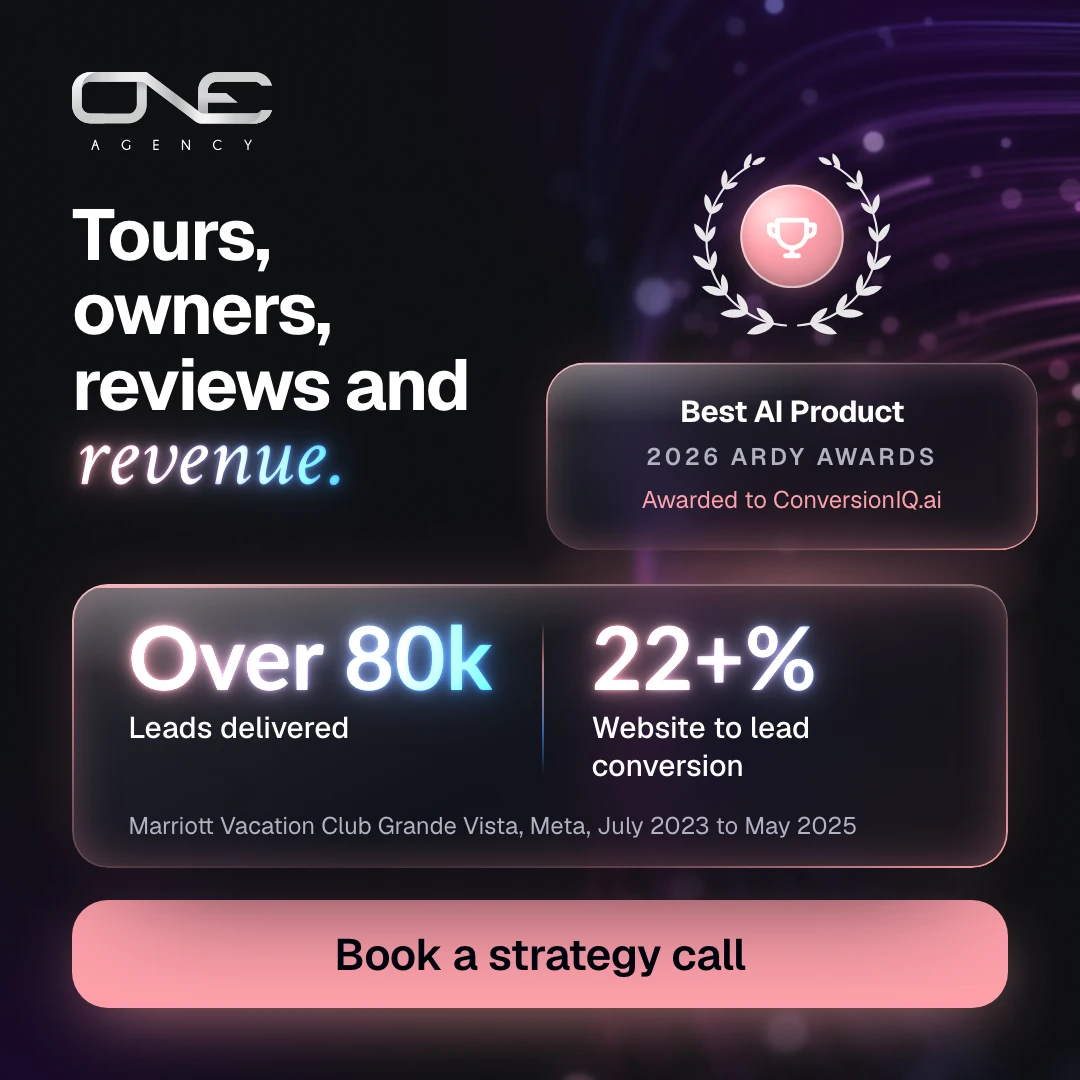 ONE
AGENCY
Tours,
owners,
reviews and
revenue.
Best AI Product
2026 ARDY AWARDS
Awarded to ConversionIQ.ai
Over 80k
Leads delivered
22+%
Website to lead
conversion
Marriott Vacation Club Grande Vista, Meta, July 2023 to May 2025
Book a strategy call